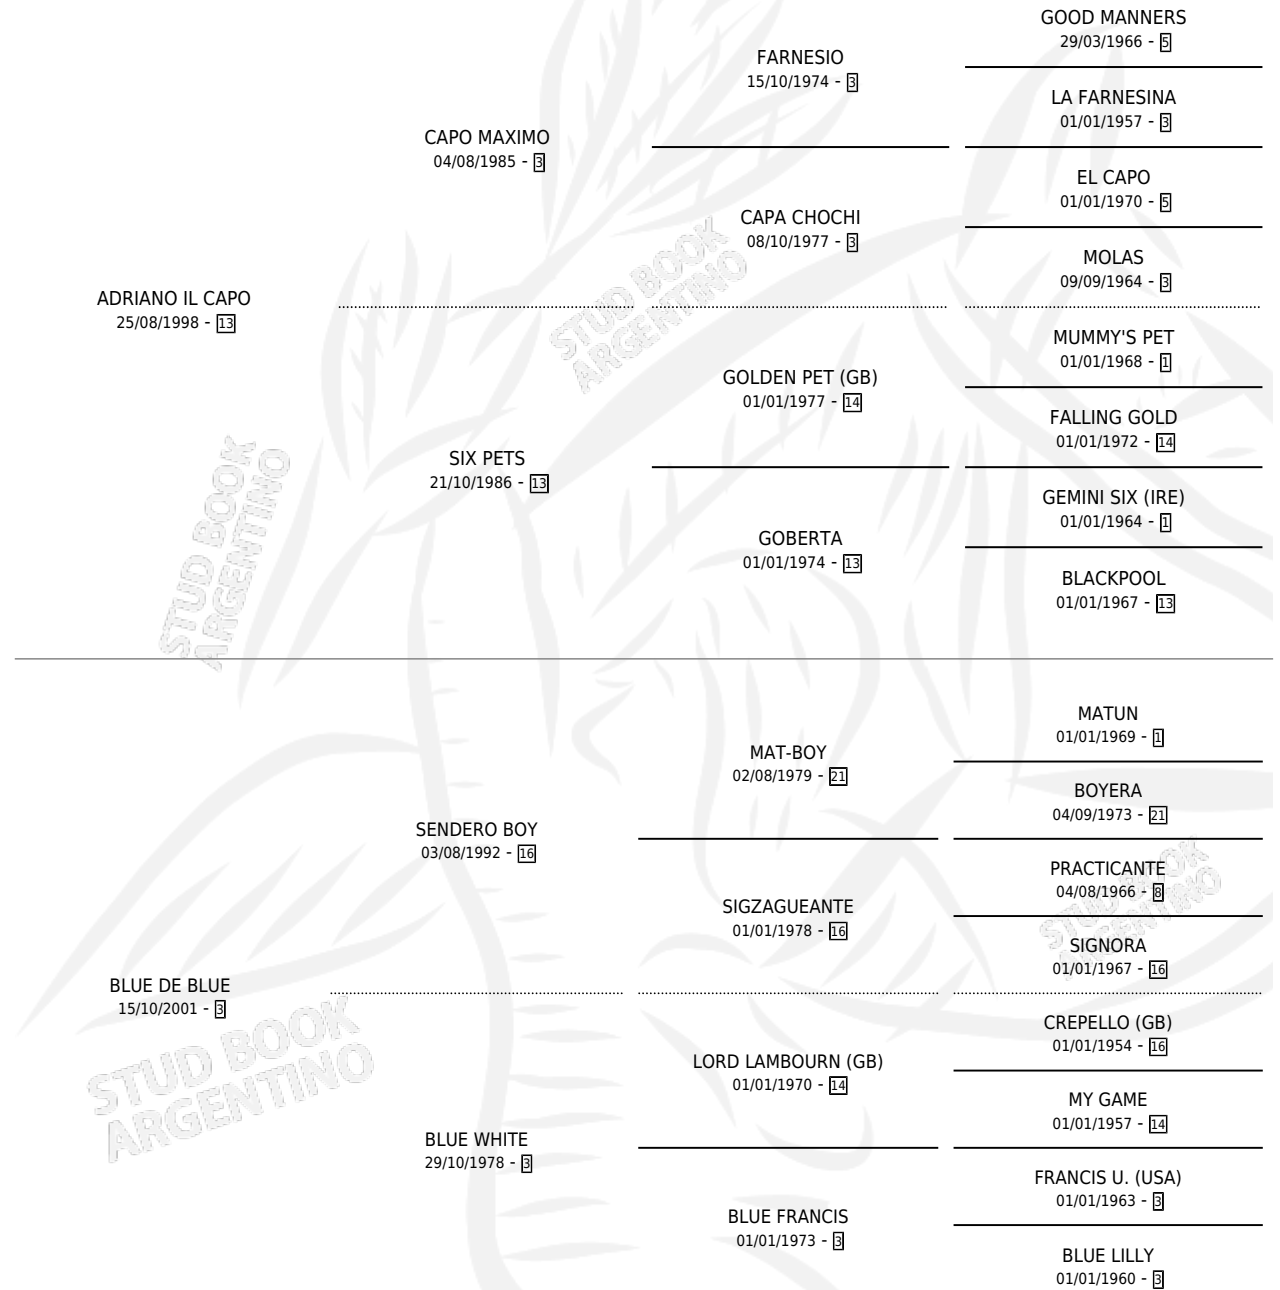 GOOD MANNERS
29/03/1966 - 5
FARNESIO
15/10/1974 - 3
LA FARNESINA
01/01/1957 - 3
CAPO MAXIMO
04/08/1985 - 3
EL CAPO
01/01/1970 - 5
CAPA CHOCHI
08/10/1977 - 3
MOLAS
09/09/1964 - 3
ADRIANO IL CAPO
25/08/1998 - 13
MUMMY'S PET
01/01/1968 - 1
GOLDEN PET (GB)
01/01/1977 - 14
FALLING GOLD
01/01/1972 - 14
SIX PETS
21/10/1986 - 13
GEMINI SIX (IRE)
01/01/1964 - 1
GOBERTA
01/01/1974 - 13
BLACKPOOL
01/01/1967 - 13
MATUN
01/01/1969 - 1
MAT-BOY
02/08/1979 - 21
BOYERA
04/09/1973 - 21
SENDERO BOY
03/08/1992 - 16
PRACTICANTE
04/08/1966 - 8
SIGZAGUEANTE
01/01/1978 - 16
SIGNORA
01/01/1967 - 16
BLUE DE BLUE
15/10/2001 - 3
CREPELLO (GB)
01/01/1954 - 16
LORD LAMBOURN (GB)
01/01/1970 - 14
MY GAME
01/01/1957 - 14
BLUE WHITE
29/10/1978 - 3
FRANCIS U. (USA)
01/01/1963 - 3
BLUE FRANCIS
01/01/1973 - 3
BLUE LILLY
01/01/1960 - 3
STUD BOOK
ARGENTINO
STUD BOOK
ARGENTINO
STUD BOOK
ARGENTINO
STUD BOOK
ARGENTINO